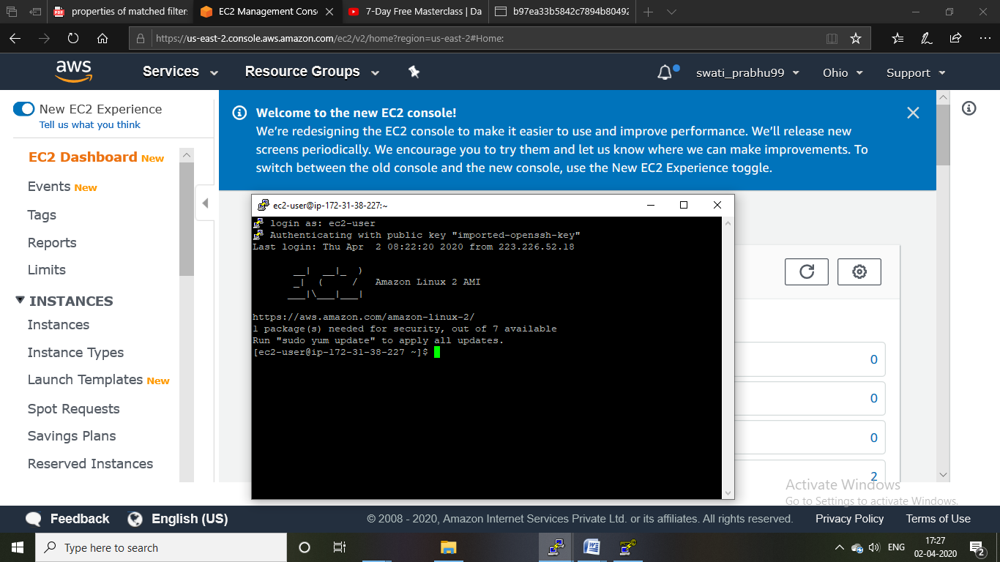 properties of matched filter:
EC2 Management Cons
7-Day Free Masterclass | Da
b97ea33b5842c7894b80492
https://us-east-2.console.aws.amazon.com/ec2/v2/home?region=us-east-2#Home:
aws
Services
Resource Groups
swati_prabhu99
Ohio
Support
New EC2 Experience
Tell us what you think
EC2 Dashboard New
Events New
Tags
Reports
Limits
INSTANCES
Instances
Instance Types
Launch Templates New
Spot Requests
Savings Plans
Reserved Instances
Welcome to the new EC2 console!
We're redesigning the EC2 console to make it easier to use and improve performance. We'll release new
screens periodically. We encourage you to try them and let us know where we can make improvements. To
switch between the old console and the new console, use the New EC2 Experience toggle.
ec2-user@ip-172-31-38-227:~
login as: ec2-user
Authenticating with public key "imported-openssh-key"
Last login: Thu Apr  2 08:22:20 2020 from 223.226.52.18
       __|  __|_  )
       _|  (     /   Amazon Linux 2 AMI
      ___|\___|___|
https://aws.amazon.com/amazon-linux-2/
1 package(s) needed for security, out of 7 available
Run "sudo yum update" to apply all updates.
[ec2-user@ip-172-31-38-227 ~]$
0
0
0
2
Activate Windows
Go to Settings to activate Windows.
Feedback
English (US)
© 2008 - 2020, Amazon Internet Services Private Ltd. or its affiliates. All rights reserved.
Privacy Policy
Terms of Use
Type here to search
ENG
17:27
02-04-2020
2